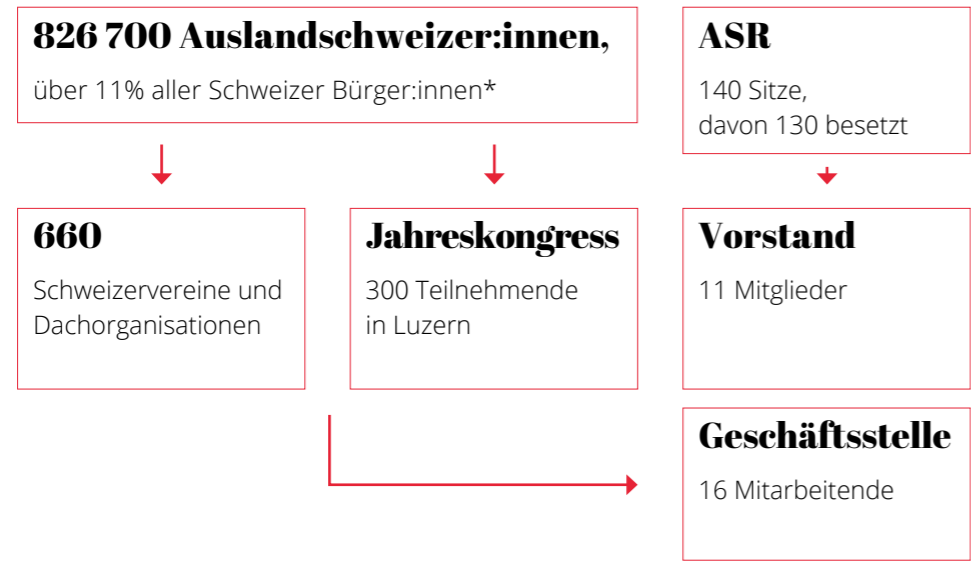 826 700 Auslandschweizer:innen,
über 11% aller Schweizer Bürger:innen*
ASR
140 Sitze,
davon 130 besetzt
660
Schweizervereine und
Dachorganisationen
Jahreskongress
300 Teilnehmende
in Luzern
Vorstand
11 Mitglieder
Geschäftsstelle
16 Mitarbeitende